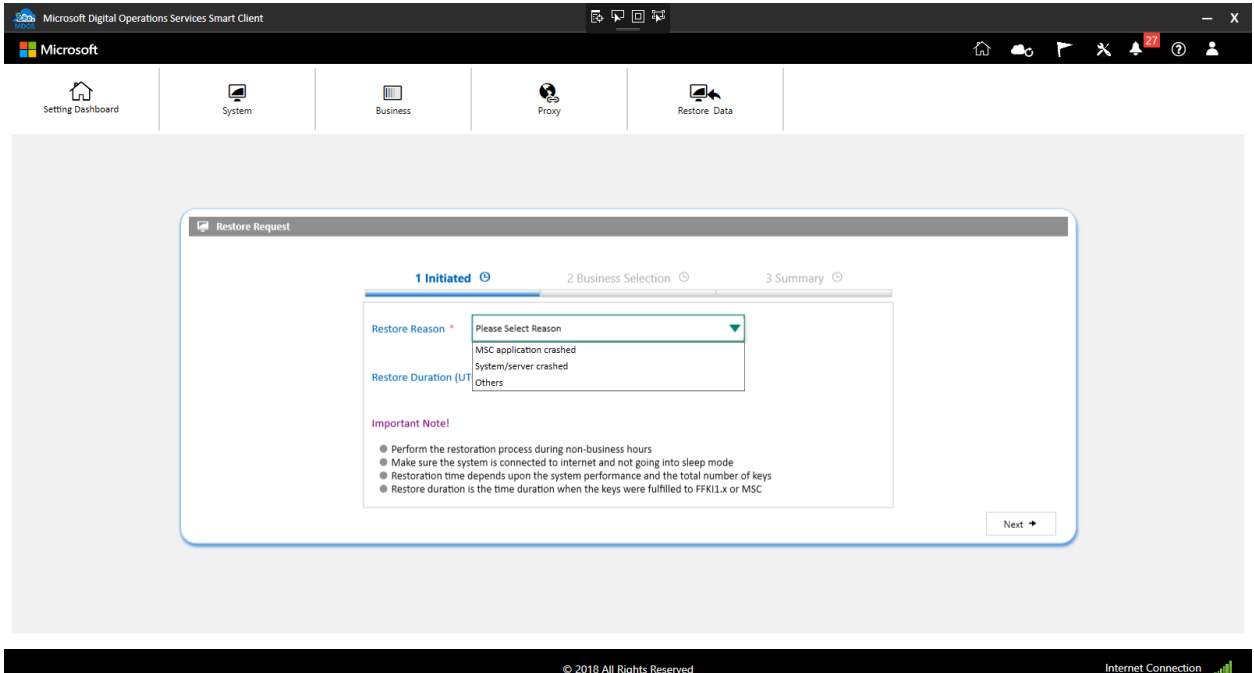 MDOS
Microsoft Digital Operations Services Smart Client
X
Microsoft
27
Setting Dashboard
System
Business
Proxy
Restore Data
Restore Request
1 Initiated
2 Business Selection
3 Summary
Restore Reason *
Please Select Reason
MSC application crashed
System/server crashed
Others
Restore Duration (UT
Important Note!
Perform the restoration process during non-business hours
Make sure the system is connected to internet and not going into sleep mode
Restoration time depends upon the system performance and the total number of keys
Restore duration is the time duration when the keys were fulfilled to FFKI1.x or MSC
Next
© 2018 All Rights Reserved
Internet Connection